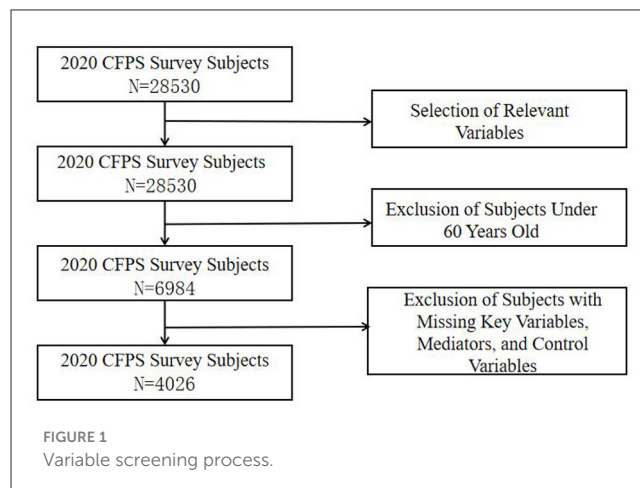 2020 CFPS Survey Subjects
N=28530
Selection of Relevant
Variables
2020 CFPS Survey Subjects
N=28530
Exclusion of Subjects Under
60 Years Old
2020 CFPS Survey Subjects
N=6984
Exclusion of Subjects with
Missing Key Variables,
Mediators, and Control
Variables
2020 CFPS Survey Subjects
N=4026
FIGURE 1
Variable screening process.